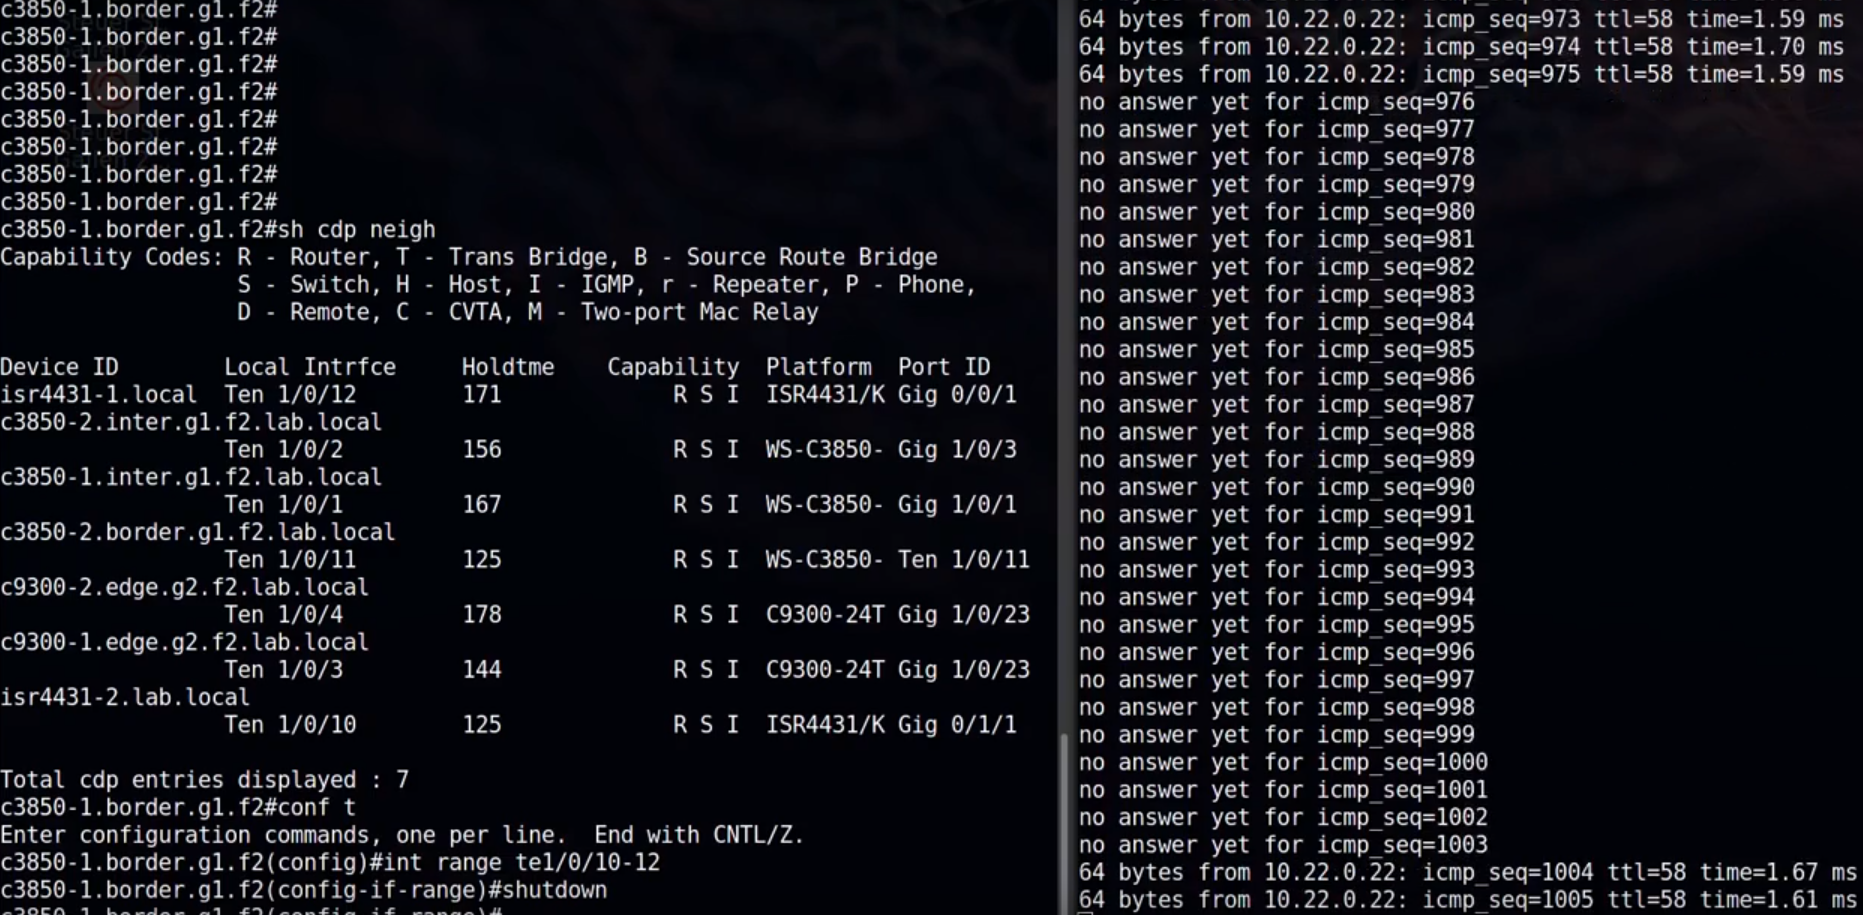 c3850-1.border.g1.f2#
c3850-1.border.g1.f2#
c3850-1.border.g1.f2#
c3850-1.border.g1.f2#
c3850-1.border.g1.f2#
c3850-1.border.g1.f2#
c3850-1.border.g1.f2#
c3850-1.border.g1.f2#
c3850-1.border.g1.f2#sh cdp neigh
Capability Codes: R - Router, T - Trans Bridge, B - Source Route Bridge
                  S - Switch, H - Host, I - IGMP, r - Repeater, P - Phone,
                  D - Remote, C - CVTA, M - Two-port Mac Relay

Device ID        Local Intrfce     Holdtme    Capability  Platform  Port ID
isr4431-1.local  Ten 1/0/12        171             R S I  ISR4431/K Gig 0/0/1
c3850-2.inter.g1.f2.lab.local
                 Ten 1/0/2         156             R S I  WS-C3850- Gig 1/0/3
c3850-1.inter.g1.f2.lab.local
                 Ten 1/0/1         167             R S I  WS-C3850- Gig 1/0/1
c3850-2.border.g1.f2.lab.local
                 Ten 1/0/11        125             R S I  WS-C3850- Ten 1/0/11
c9300-2.edge.g2.f2.lab.local
                 Ten 1/0/4         178             R S I  C9300-24T Gig 1/0/23
c9300-1.edge.g2.f2.lab.local
                 Ten 1/0/3         144             R S I  C9300-24T Gig 1/0/23
isr4431-2.lab.local
                 Ten 1/0/10        125             R S I  ISR4431/K Gig 0/1/1

Total cdp entries displayed : 7
c3850-1.border.g1.f2#conf t
Enter configuration commands, one per line.  End with CNTL/Z.
c3850-1.border.g1.f2(config)#int range te1/0/10-12
c3850-1.border.g1.f2(config-if-range)#shutdown
c3850-1.border.g1.f2(config-if-range)#
64 bytes from 10.22.0.22: icmp_seq=973 ttl=58 time=1.59 ms
64 bytes from 10.22.0.22: icmp_seq=974 ttl=58 time=1.70 ms
64 bytes from 10.22.0.22: icmp_seq=975 ttl=58 time=1.59 ms
no answer yet for icmp_seq=976
no answer yet for icmp_seq=977
no answer yet for icmp_seq=978
no answer yet for icmp_seq=979
no answer yet for icmp_seq=980
no answer yet for icmp_seq=981
no answer yet for icmp_seq=982
no answer yet for icmp_seq=983
no answer yet for icmp_seq=984
no answer yet for icmp_seq=985
no answer yet for icmp_seq=986
no answer yet for icmp_seq=987
no answer yet for icmp_seq=988
no answer yet for icmp_seq=989
no answer yet for icmp_seq=990
no answer yet for icmp_seq=991
no answer yet for icmp_seq=992
no answer yet for icmp_seq=993
no answer yet for icmp_seq=994
no answer yet for icmp_seq=995
no answer yet for icmp_seq=996
no answer yet for icmp_seq=997
no answer yet for icmp_seq=998
no answer yet for icmp_seq=999
no answer yet for icmp_seq=1000
no answer yet for icmp_seq=1001
no answer yet for icmp_seq=1002
no answer yet for icmp_seq=1003
64 bytes from 10.22.0.22: icmp_seq=1004 ttl=58 time=1.67 ms
64 bytes from 10.22.0.22: icmp_seq=1005 ttl=58 time=1.61 ms